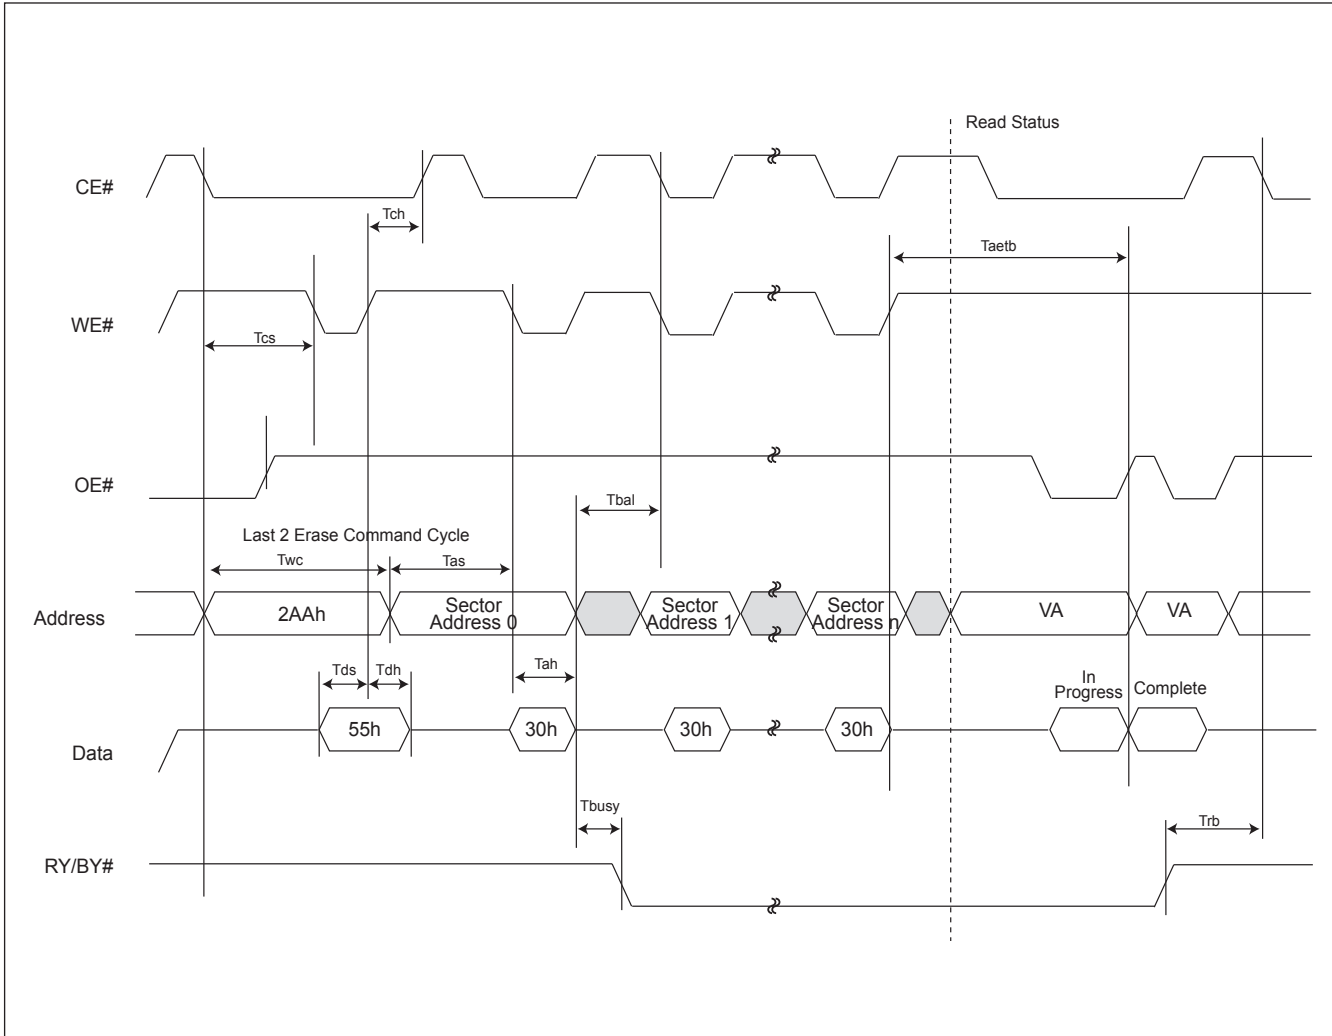 Read Status
CE#
Tch
Taetb
WE#
Tcs
OE#
Tbal
Last 2 Erase Command Cycle
Twc
Tas
Address
2AAh
Sector
Address 0
Sector
Address 1
Sector
Address n
VA
VA
Tds
Tdh
Tah
In
Progress
Complete
Data
55h
30h
30h
30h
Tbusy
Trb
RY/BY#